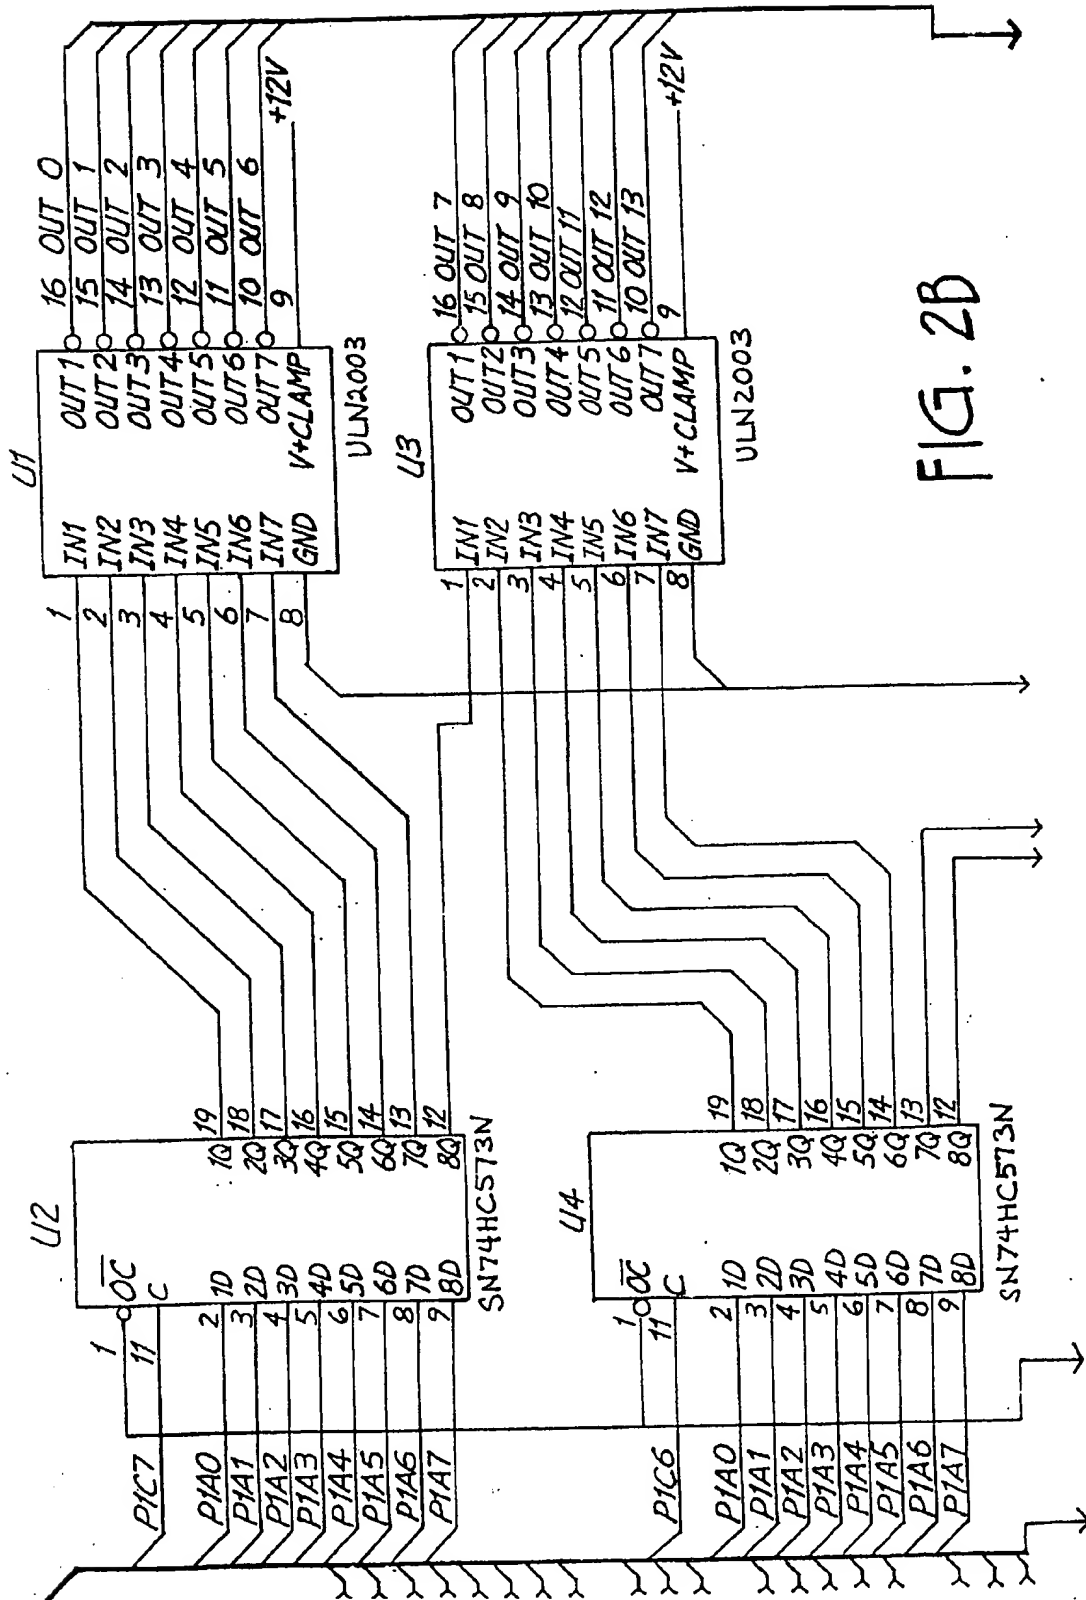 U1
IN1 OUT1
IN2 OUT2
IN3 OUT3
IN4 OUT4
IN5 OUT5
IN6 OUT6
IN7 OUT7
GND V+CLAMP
ULN2003
1
2
3
4
5
6
7
8
16 OUT 0
15 OUT 1
14 OUT 2
13 OUT 3
12 OUT 4
11 OUT 5
10 OUT 6
9
+12V
U3
IN1 OUT1
IN2 OUT2
IN3 OUT3
IN4 OUT4
IN5 OUT5
IN6 OUT6
IN7 OUT7
GND V+CLAMP
ULN2003
1
2
3
4
5
6
7
8
16 OUT 7
15 OUT 8
14 OUT 9
13 OUT 10
12 OUT 11
11 OUT 12
10 OUT 13
9
+12V
U2
OC
C
1D 1Q
2D 2Q
3D 3Q
4D 4Q
5D 5Q
6D 6Q
7D 7Q
8D 8Q
SN74HC573N
1
P1C7 11
P1A0 2
P1A1 3
P1A2 4
P1A3 5
P1A4 6
P1A5 7
P1A6 8
P1A7 9
19
18
17
16
15
14
13
12
U4
OC
C
1D 1Q
2D 2Q
3D 3Q
4D 4Q
5D 5Q
6D 6Q
7D 7Q
8D 8Q
SN74HC573N
1
P1C6 11
P1A0 2
P1A1 3
P1A2 4
P1A3 5
P1A4 6
P1A5 7
P1A6 8
P1A7 9
19
18
17
16
15
14
13
12
FIG. 2B